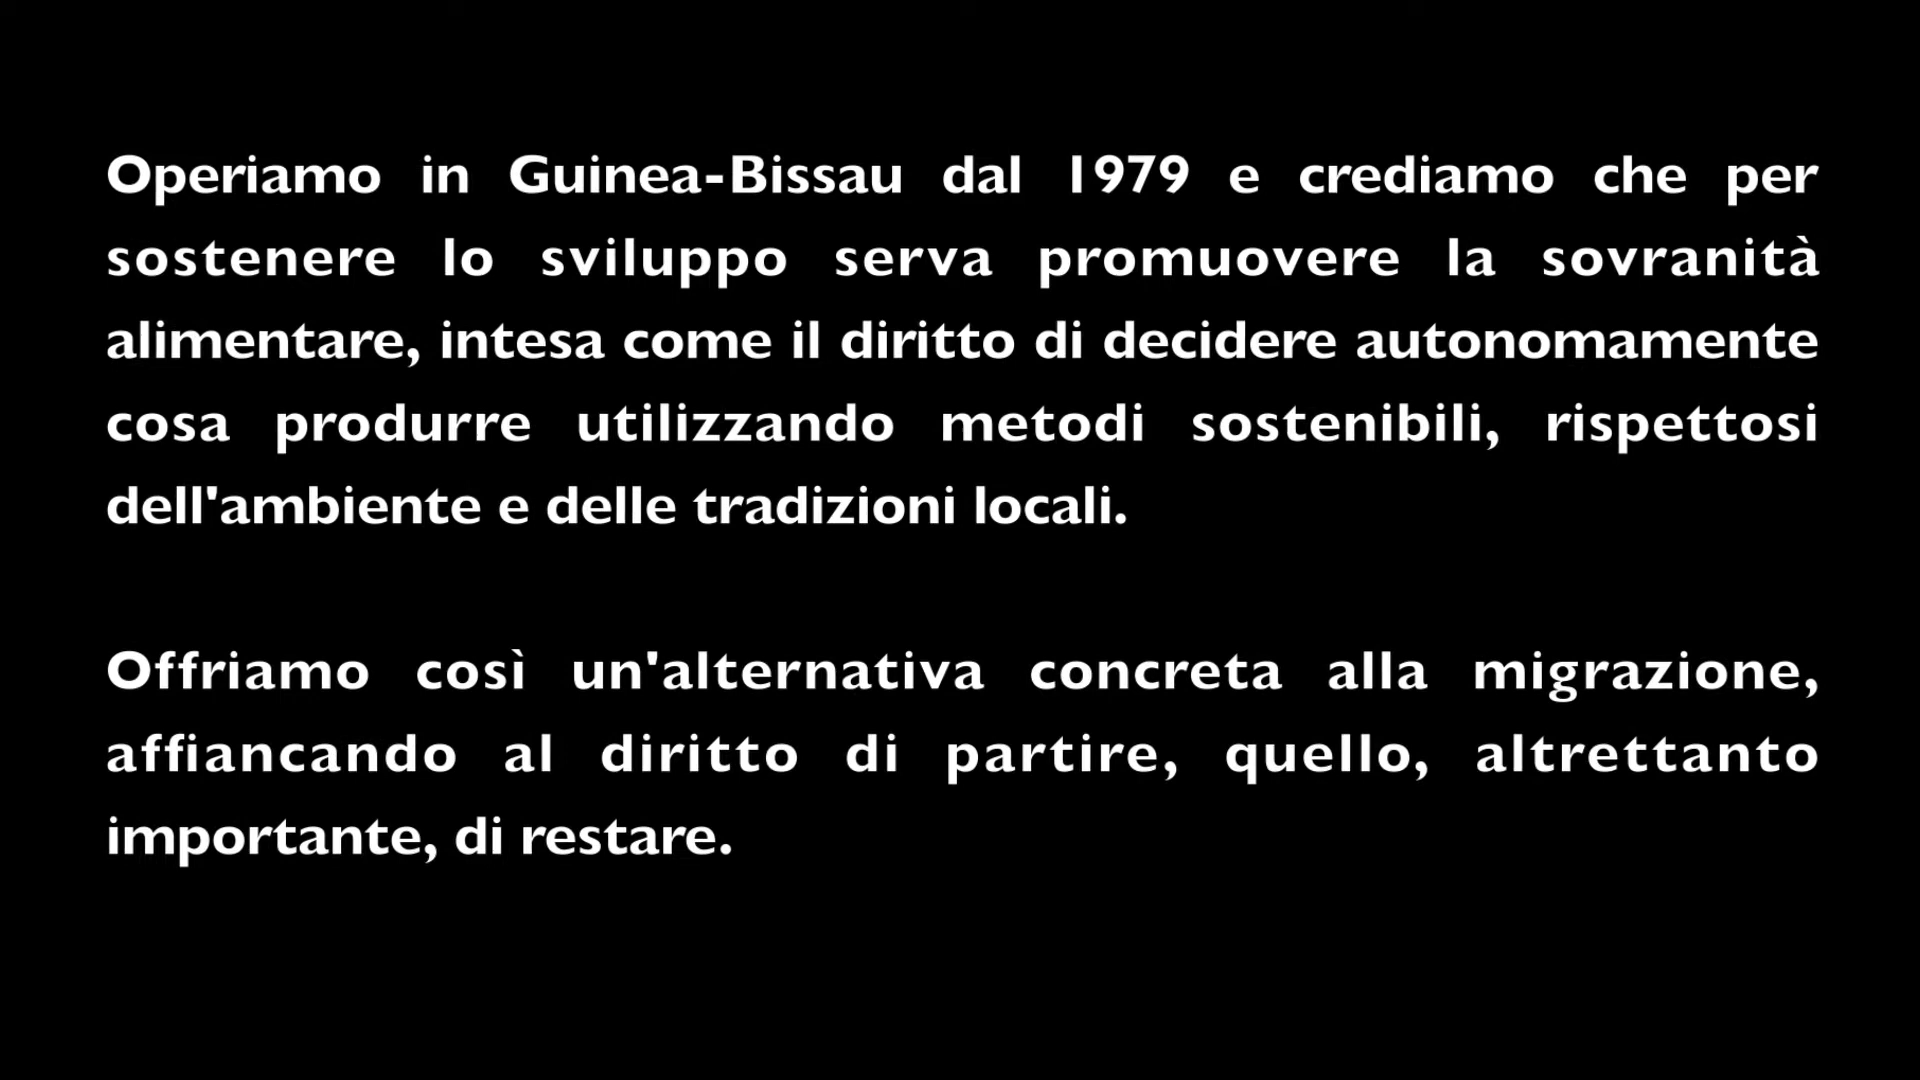 Operiamo in Guinea-Bissau dal 1979 e crediamo che per
sostenere lo sviluppo serva promuovere la sovranità
alimentare, intesa come il diritto di decidere autonomamente
cosa produrre utilizzando metodi sostenibili, rispettosi
dell'ambiente e delle tradizioni locali.
Offriamo così un'alternativa concreta alla migrazione,
affiancando al diritto di partire, quello, altrettanto
importante, di restare.